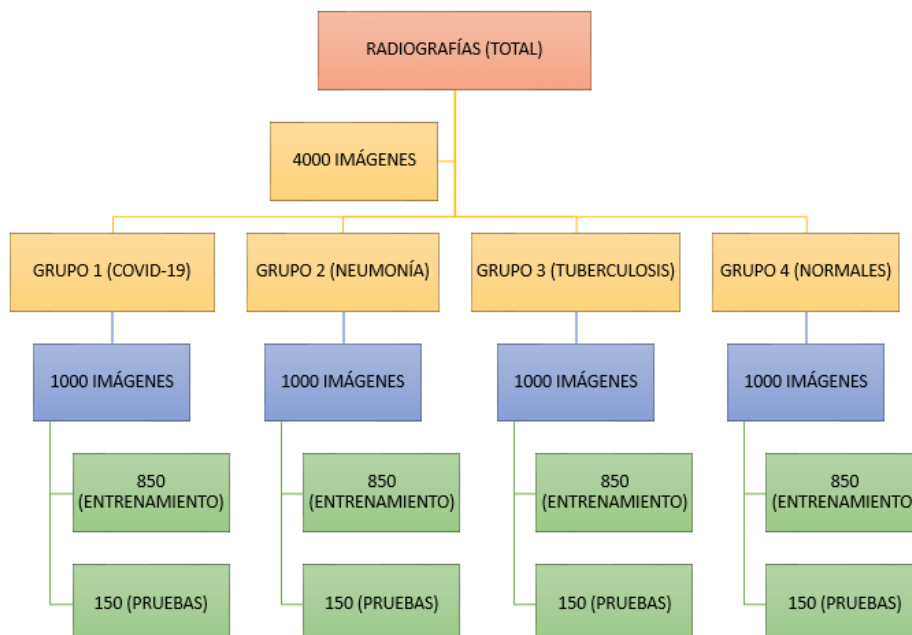 RADIOGRAFÍAS (TOTAL)
4000 IMÁGENES
GRUPO 1 (COVID-19)
GRUPO 2 (NEUMONÍA)
GRUPO 3 (TUBERCULOSIS)
GRUPO 4 (NORMALES)
1000 IMÁGENES
1000 IMÁGENES
1000 IMÁGENES
1000 IMÁGENES
850
(ENTRENAMIENTO)
850
(ENTRENAMIENTO)
850
(ENTRENAMIENTO)
850
(ENTRENAMIENTO)
150 (PRUEBAS)
150 (PRUEBAS)
150 (PRUEBAS)
150 (PRUEBAS)